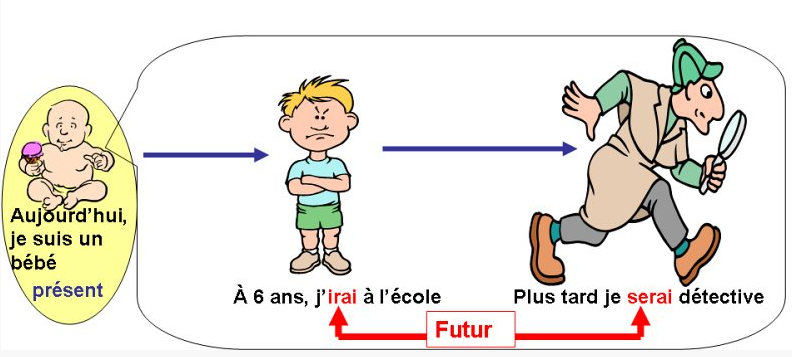 Aujourd'hui,
je suis un
bébé
présent
À 6 ans, j'irai à l'école
Plus tard je serai détective
Futur